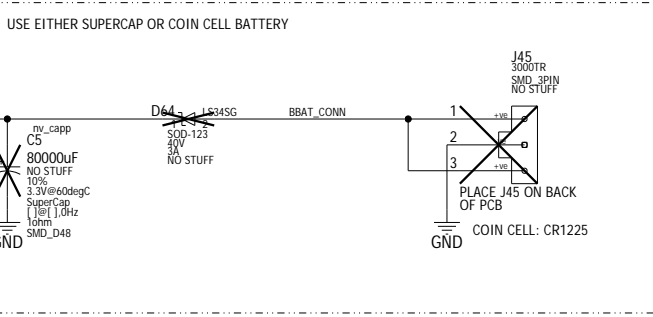 USE EITHER SUPERCAP OR COIN CELL BATTERY
J45
3000TR
SMD_3PIN
NO STUFF
D64
LS34SG
BBAT_CONN
1
2
SOD-123
40V
3A
NO STUFF
1
+ve
2
3
+ve
nv_capp
C5
80000uF
NO STUFF
10%
3.3V@60degC
SuperCap
[ ]@[ ],0Hz
1ohm
SMD_D48
GND
PLACE J45 ON BACK
OF PCB
GND
COIN CELL: CR1225